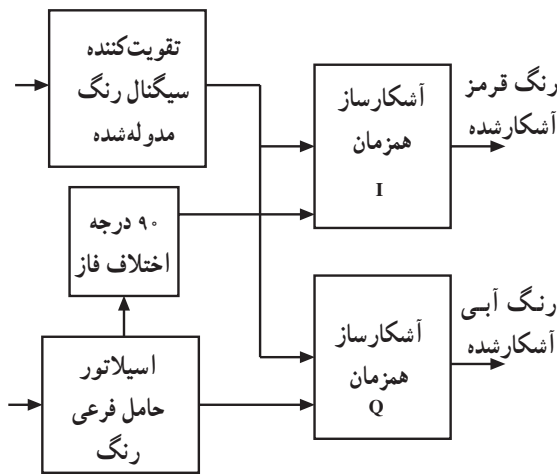 تقویت‌کننده
سیگنال رنگ
مدوله‌شده
آشکارساز
همزمان
I
رنگ قرمز
آشکارشده
۹۰ درجه
اختلاف فاز
آشکارساز
همزمان
Q
رنگ آبی
آشکارشده
اسیلاتور
حامل فرعی
رنگ